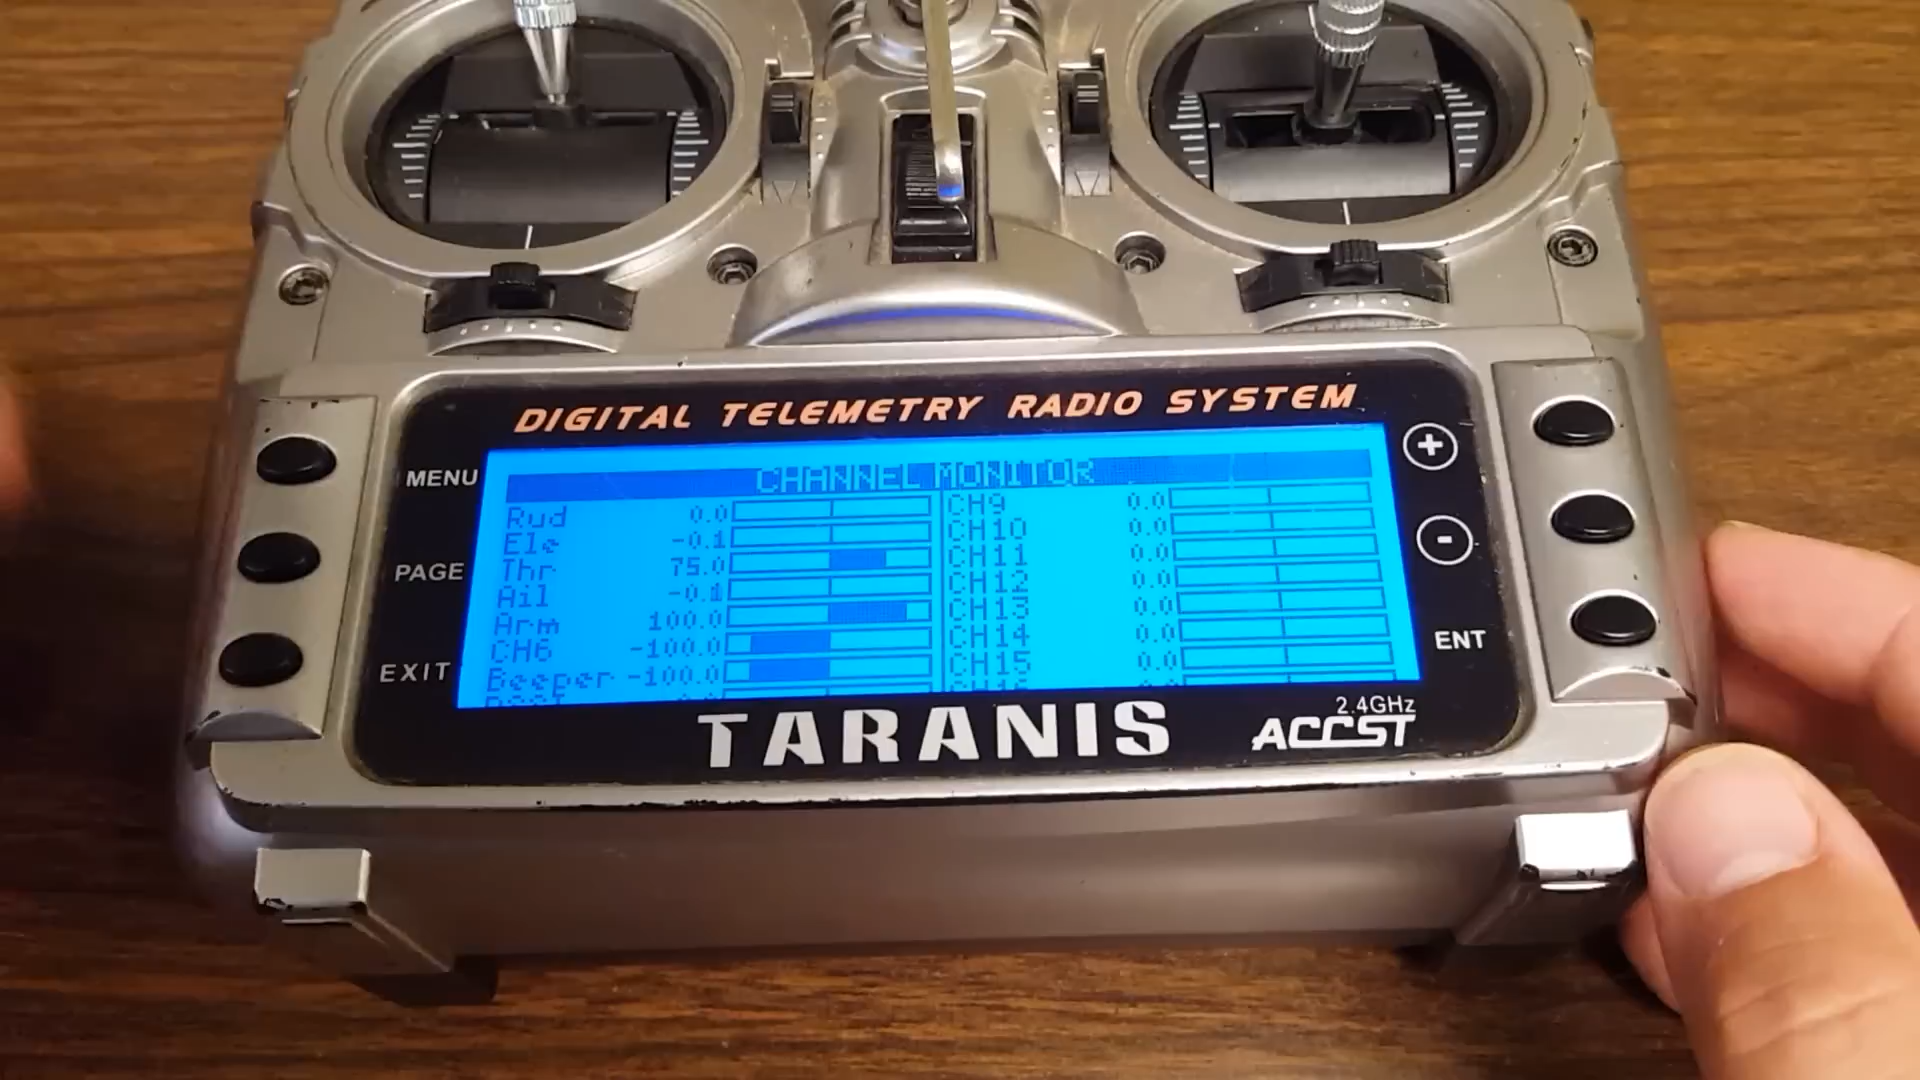 DIGITAL TELEMETRY RADIO SYSTEM
MENU
PAGE
EXIT
CHANNEL MONITOR
Rud 0.0 CH9 0.0
Ele -0.1 CH10 0.0
Thr 75.0 CH11 0.0
Ail -0.1 CH12 0.0
Arm 100.0 CH13 0.0
CH6 -100.0 CH14 0.0
Beeper -100.0 CH15 0.0
+
-
ENT
TARANIS
2.4GHz
ACCST